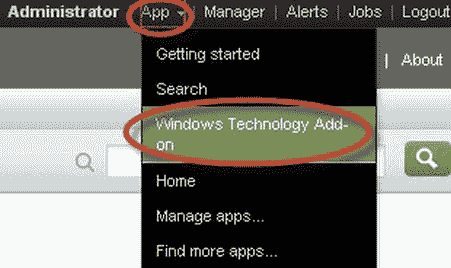 Administrator App | Manager | Alerts | Jobs | Logout
Getting started
| About
Search
Windows Technology Add-
on
Home
Manage apps...
Find more apps...